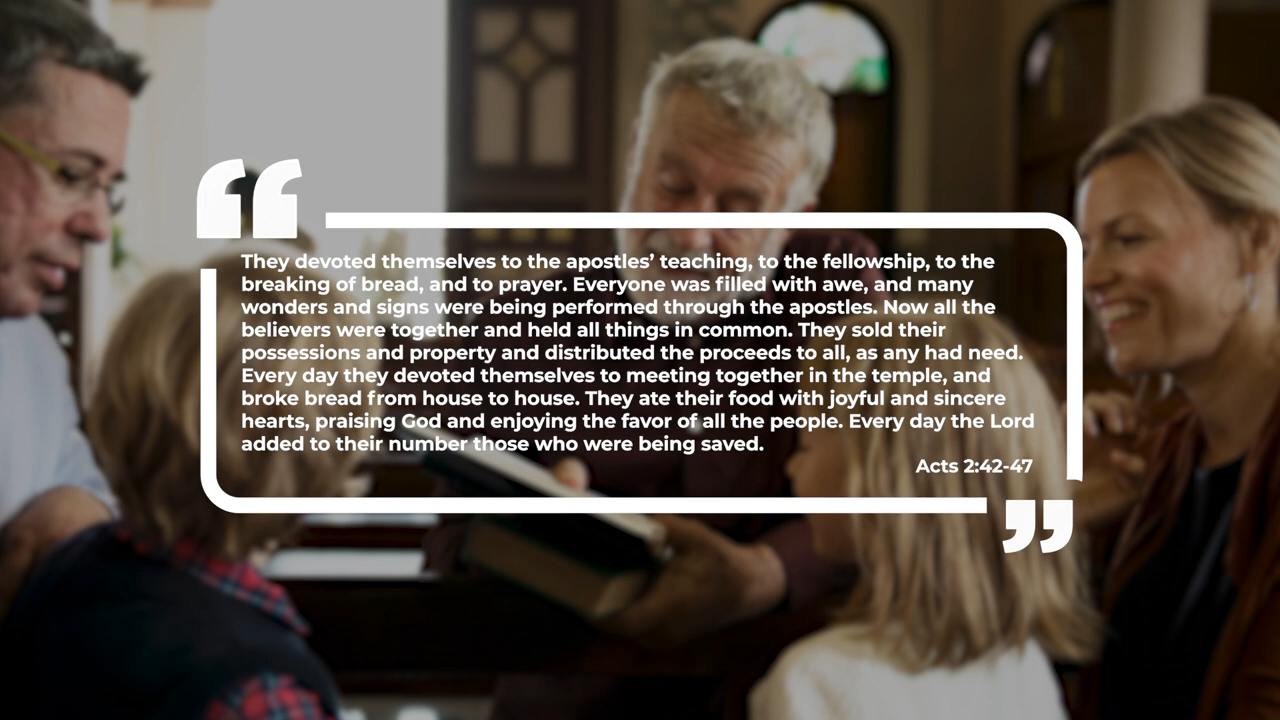 “
They devoted themselves to the apostles’ teaching, to the fellowship, to the
breaking of bread, and to prayer. Everyone was filled with awe, and many
wonders and signs were being performed through the apostles. Now all the
believers were together and held all things in common. They sold their
possessions and property and distributed the proceeds to all, as any had need.
Every day they devoted themselves to meeting together in the temple, and
broke bread from house to house. They ate their food with joyful and sincere
hearts, praising God and enjoying the favor of all the people. Every day the Lord
added to their number those who were being saved.
Acts 2:42-47
”